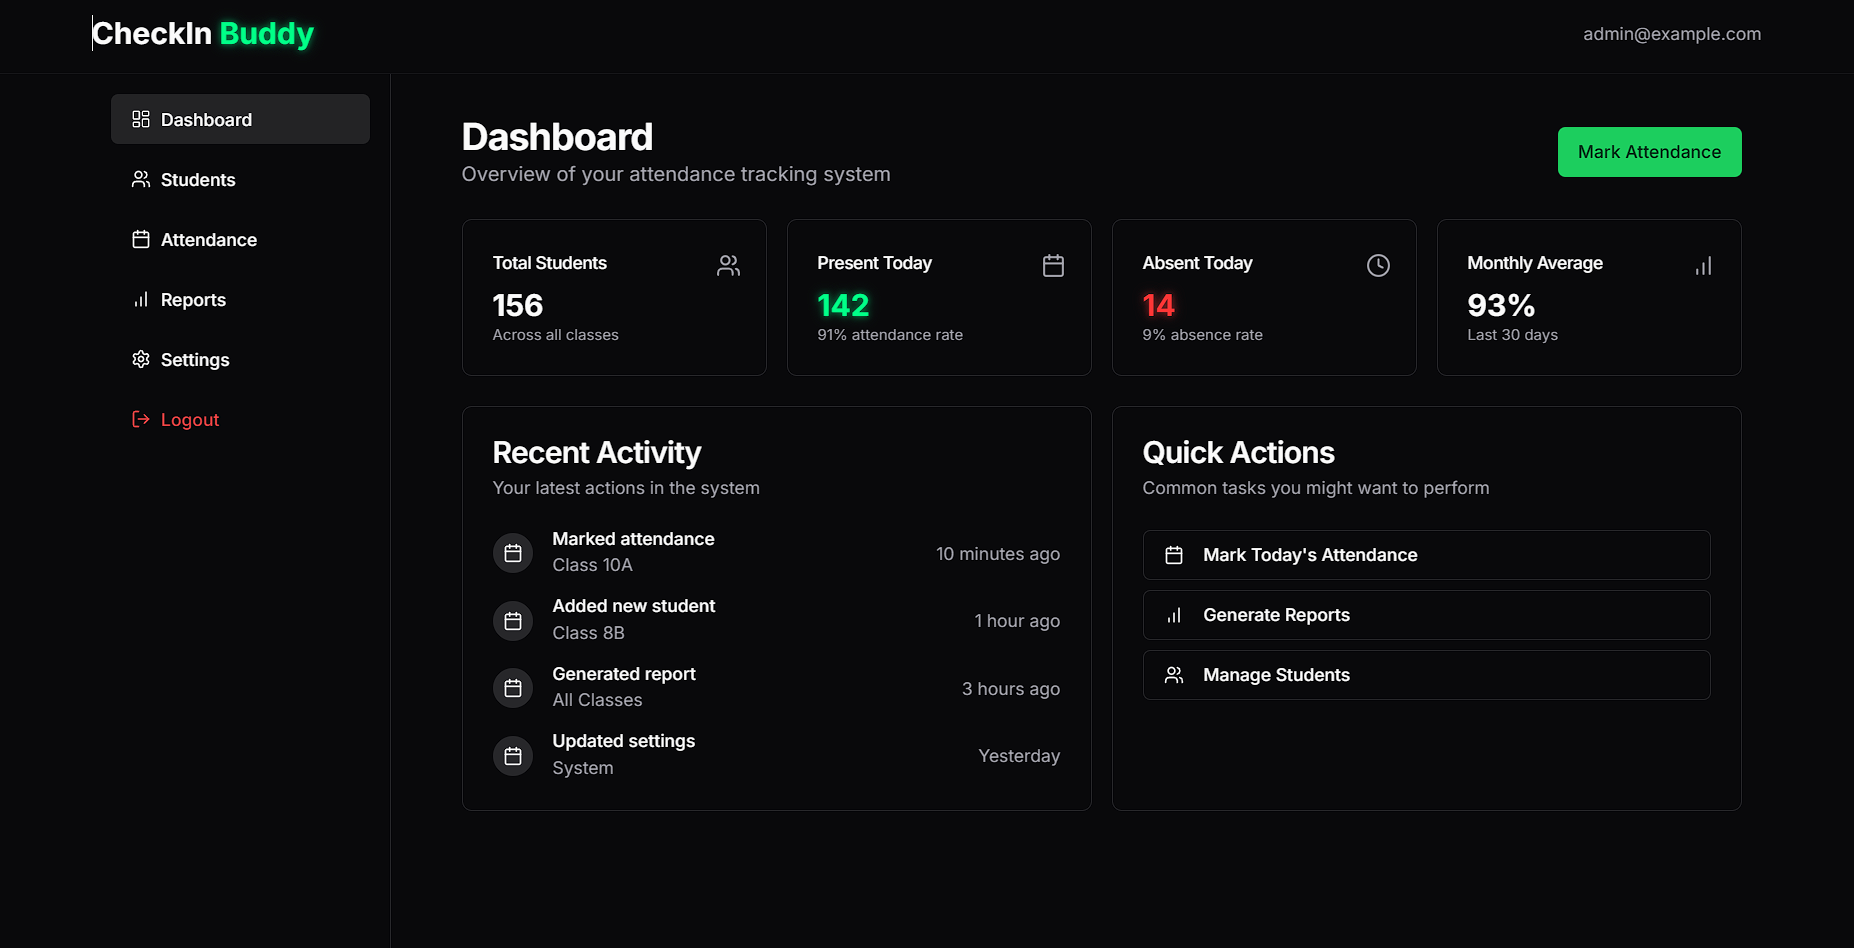 CheckIn Buddy
admin@example.com
Dashboard
Students
Attendance
Reports
Settings
Logout
Dashboard
Overview of your attendance tracking system
Mark Attendance
Total Students
156
Across all classes
Present Today
142
91% attendance rate
Absent Today
14
9% absence rate
Monthly Average
93%
Last 30 days
Recent Activity
Your latest actions in the system
Marked attendance
Class 10A
10 minutes ago
Added new student
Class 8B
1 hour ago
Generated report
All Classes
3 hours ago
Updated settings
System
Yesterday
Quick Actions
Common tasks you might want to perform
Mark Today's Attendance
Generate Reports
Manage Students